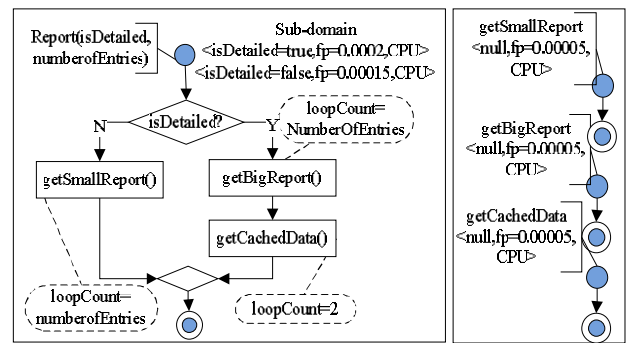 Report(isDetailed,
numberofEntries)
Sub-domain
<isDetailed=true,fp=0.0002,CPU>
<isDetailed=false,fp=0.00015,CPU>
isDetailed?
N
Y
loopCount=
NumberOfEntries
getSmallReport()
getBigReport()
getCachedData()
loopCount=
numberofEntries
loopCount=2
getSmallReport
<null,fp=0.00005,
CPU>
getBigReport
<null,fp=0.00005,
CPU>
getCachedData
<null,fp=0.00005,
CPU>